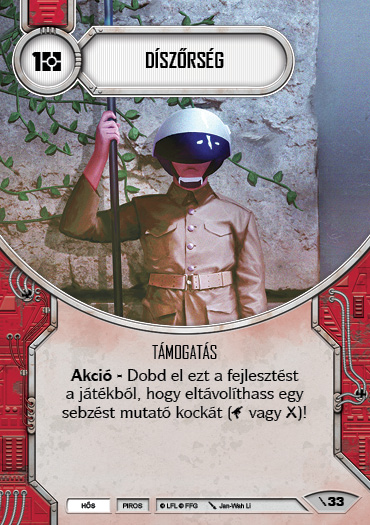 1
DÍSZŐRSÉG
TÁMOGATÁS
Akció - Dobd el ezt a fejlesztést
a játékból, hogy eltávolíthass egy
sebzést mutató kockát ( vagy )!
HŐS PIROS © LFL © FFG Jan-Wah Li 33